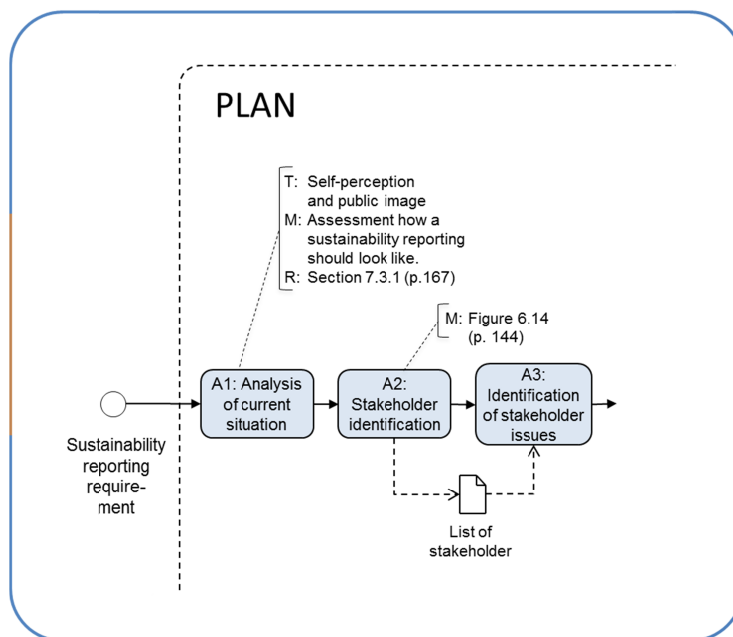 PLAN
T: Self-perception
and public image
M: Assessment how a
sustainability reporting
should look like.
R: Section 7.3.1 (p.167)
M: Figure 6.14
(p. 144)
A1: Analysis
of current
situation
A2:
Stakeholder
identification
A3:
Identification
of stakeholder
issues
Sustainability
reporting
require-
ment
List of
stakeholder